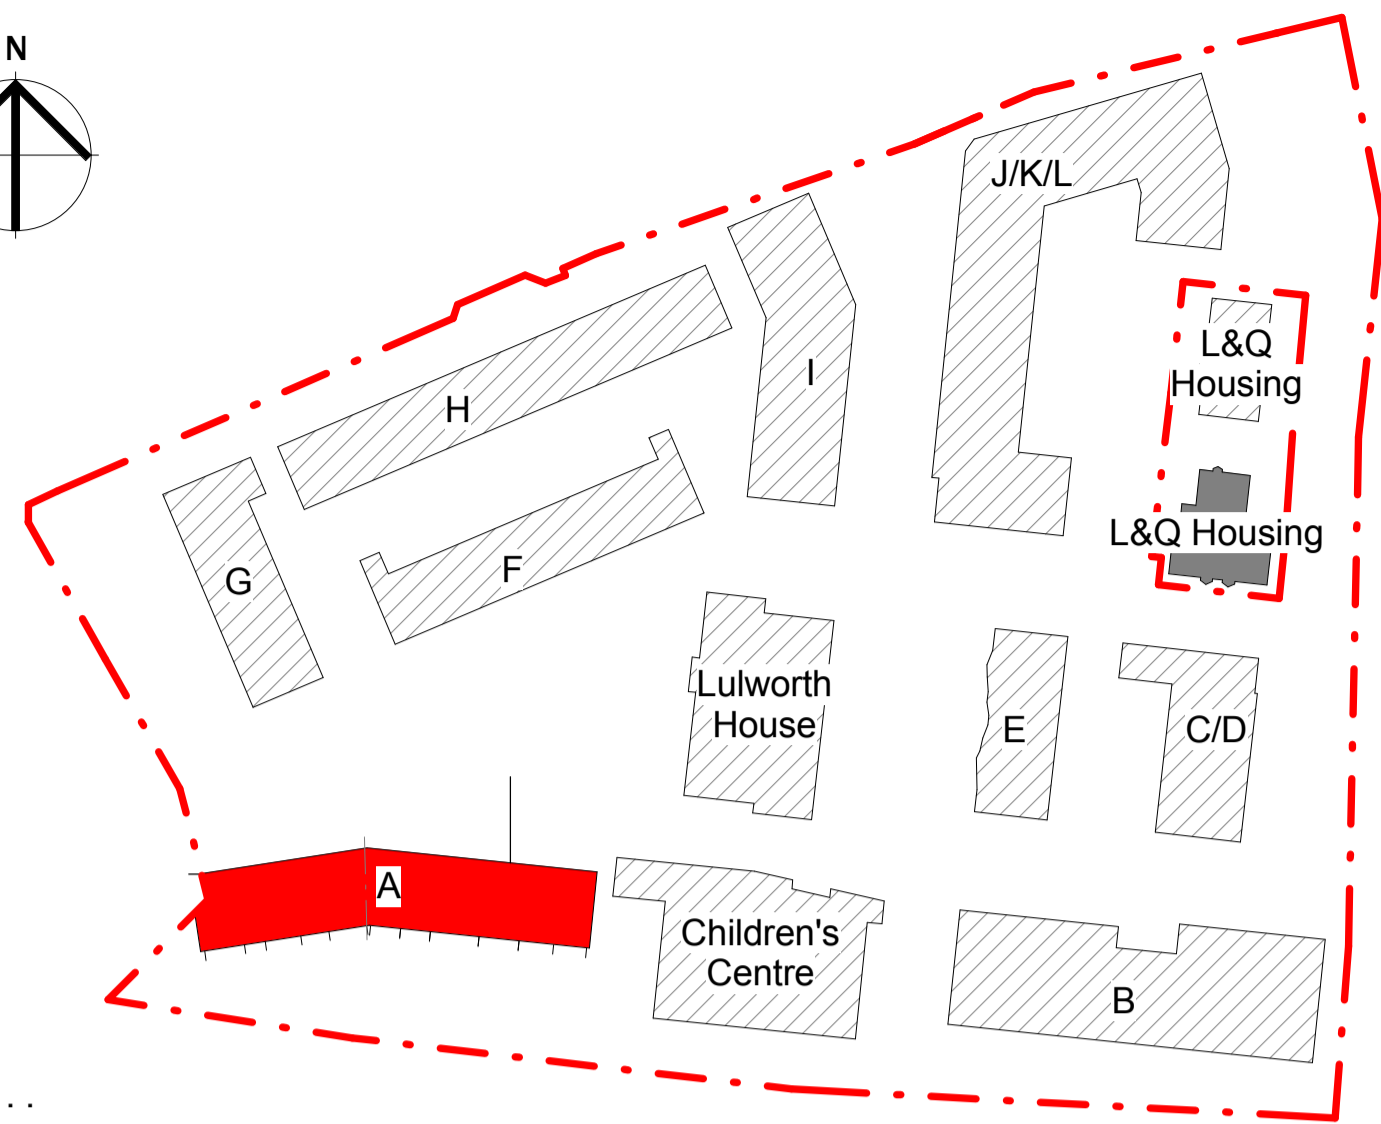 N
J/K/L
L&Q
Housing
I
H
L&Q Housing
F
G
Lulworth
House
E
C/D
A
Children's
Centre
B